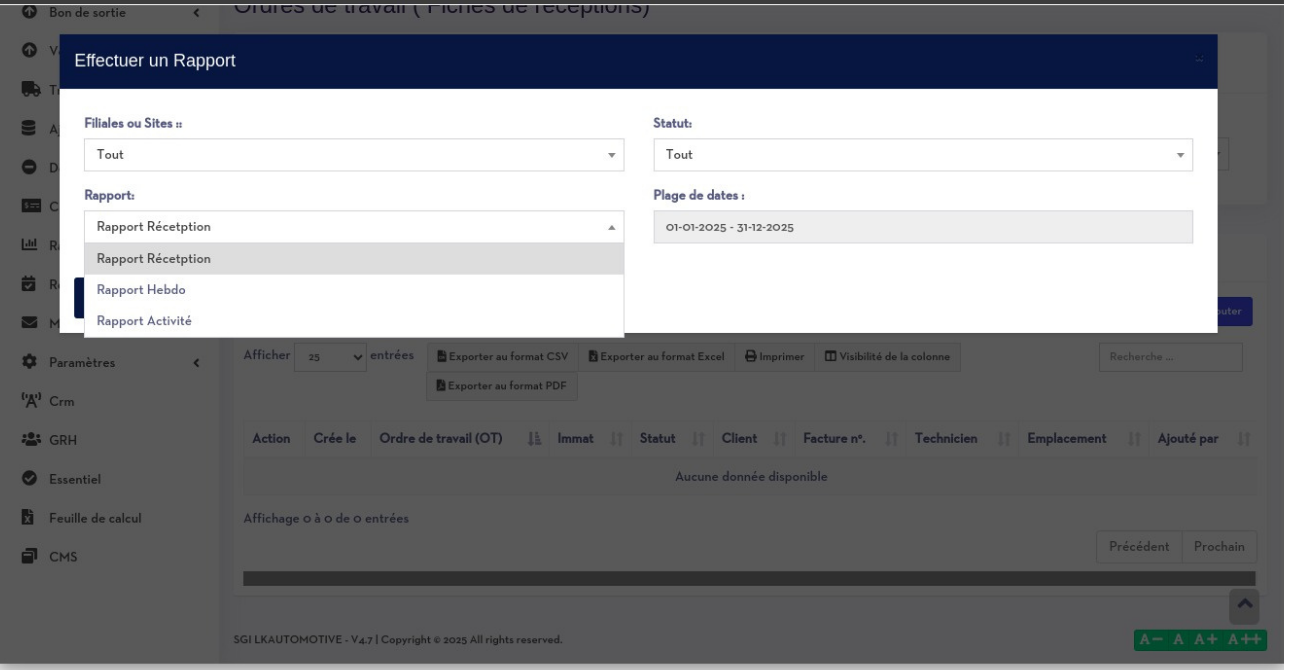 Bon de sortie
Ordres de travail ( Fiches de réceptions)
Effectuer un Rapport
Filiales ou Sites ::
Statut:
Tout
Tout
Rapport:
Plage de dates :
Rapport Récetption
01-01-2025 - 31-12-2025
Rapport Récetption
Rapport Hebdo
Rapport Activité
Paramètres
Crm
GRH
Essentiel
Feuille de calcul
CMS
Afficher 25 entrées
Exporter au format CSV
Exporter au format Excel
Imprimer
Visibilité de la colonne
Recherche ...
Exporter au format PDF
Action Crée le Ordre de travail (OT) Immat Statut Client Facture n°. Technicien Emplacement Ajouté par
Aucune donnée disponible
Affichage 0 à 0 de 0 entrées
Précédent Prochain
SGI LKAUTOMOTIVE - V4.7 | Copyright © 2025 All rights reserved.
A− A A+ A++